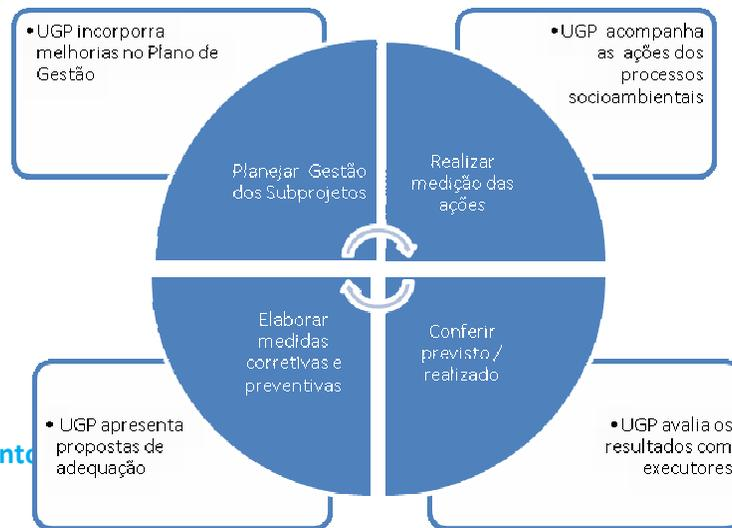 •UGP incorporra
melhorias no Plano de
Gestão
•UGP acompanha
as ações dos
processos
socioambientais
Planejar Gestão
dos Subprojetos
Realizar
medição das
ações
Elaborar
medidas
corretivas e
preventivas
Conferir
previsto /
realizado
• UGP apresenta
propostas de
adequação
•UGP avalia os
resultados com
executores